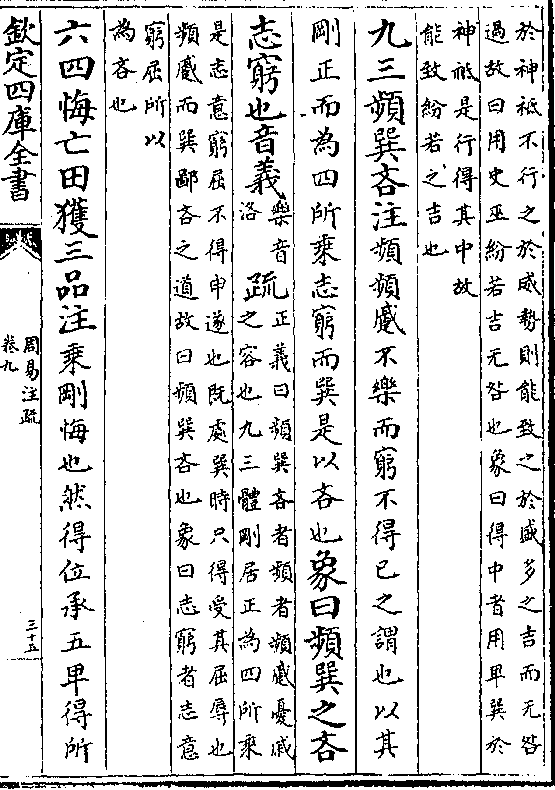 於神祇不行之於威勢則能致之於盛多之吉而无咎
過故曰用史巫紛若吉无咎也象曰得中者用卑巽於
神祇是行得其中故
能致紛若之吉也
九三頻巽吝注頻頻蹙不樂而窮不得已之謂也以其
剛正而為四所乘志窮而巽是以吝也象曰頻巽之吝
志窮也音義樂音洛疏正義曰頻巽吝者頻者頻蹙憂戚之容也九三體剛居正為四所乘
是志意窮屈不得申遂也既處巽時只得受其屈辱也
頻蹙而巽鄙吝之道故曰頻巽吝也象曰志窮者志意
窮屈所以
為吝也
六四悔亡田獲三品注乘剛悔也然得位承五卑得所
欽定四庫全書
周易注疏
卷九
三十五